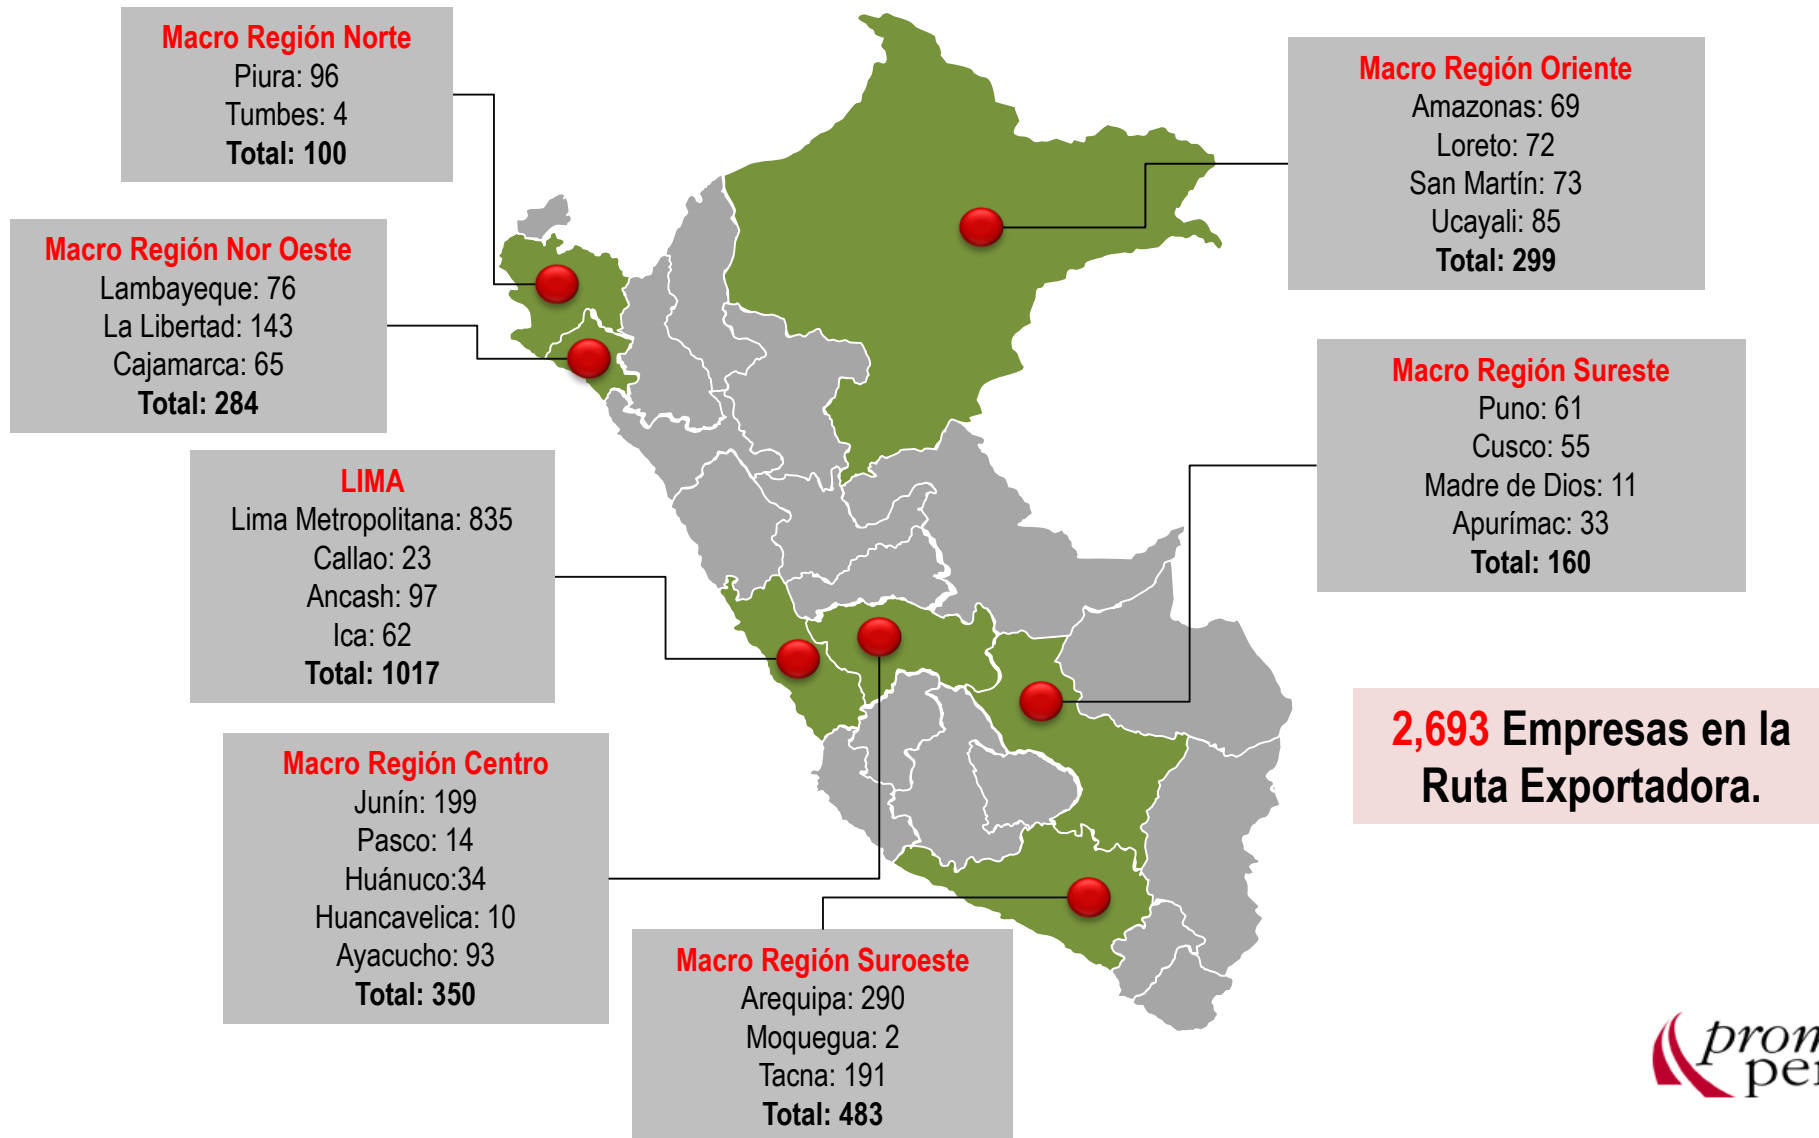 Macro Región Norte
Piura: 96
Tumbes: 4
Total: 100
Macro Región Nor Oeste
Lambayeque: 76
La Libertad: 143
Cajamarca: 65
Total: 284
LIMA
Lima Metropolitana: 835
Callao: 23
Ancash: 97
Ica: 62
Total: 1017
Macro Región Centro
Junín: 199
Pasco: 14
Huánuco:34
Huancavelica: 10
Ayacucho: 93
Total: 350
Macro Región Suroeste
Arequipa: 290
Moquegua: 2
Tacna: 191
Total: 483
Macro Región Oriente
Amazonas: 69
Loreto: 72
San Martín: 73
Ucayali: 85
Total: 299
Macro Región Sureste
Puno: 61
Cusco: 55
Madre de Dios: 11
Apurímac: 33
Total: 160
2,693 Empresas en la
Ruta Exportadora.